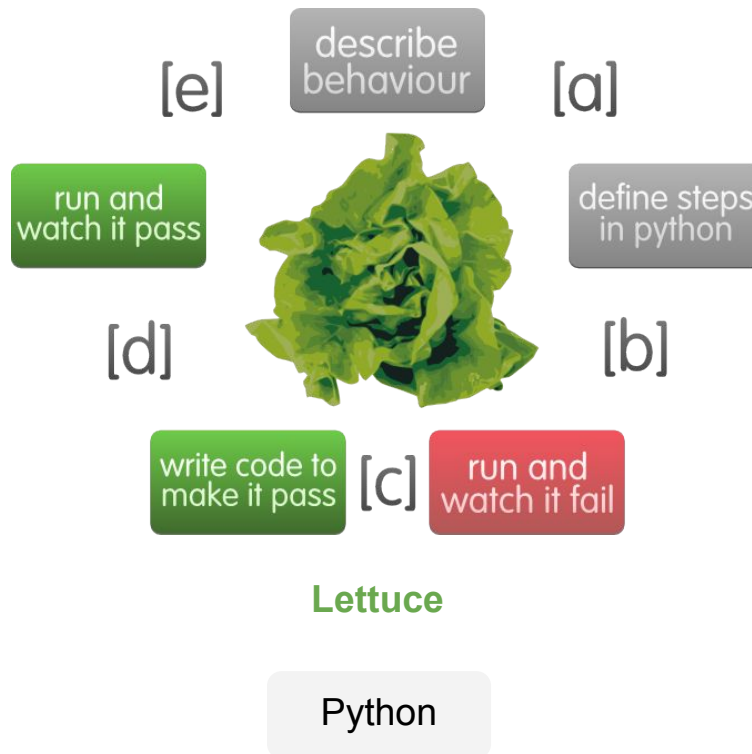 describe
behaviour
[e]
[a]
run and
watch it pass
define steps
in python
[d]
[b]
write code to
make it pass
[c]
run and
watch it fail
Lettuce
Python